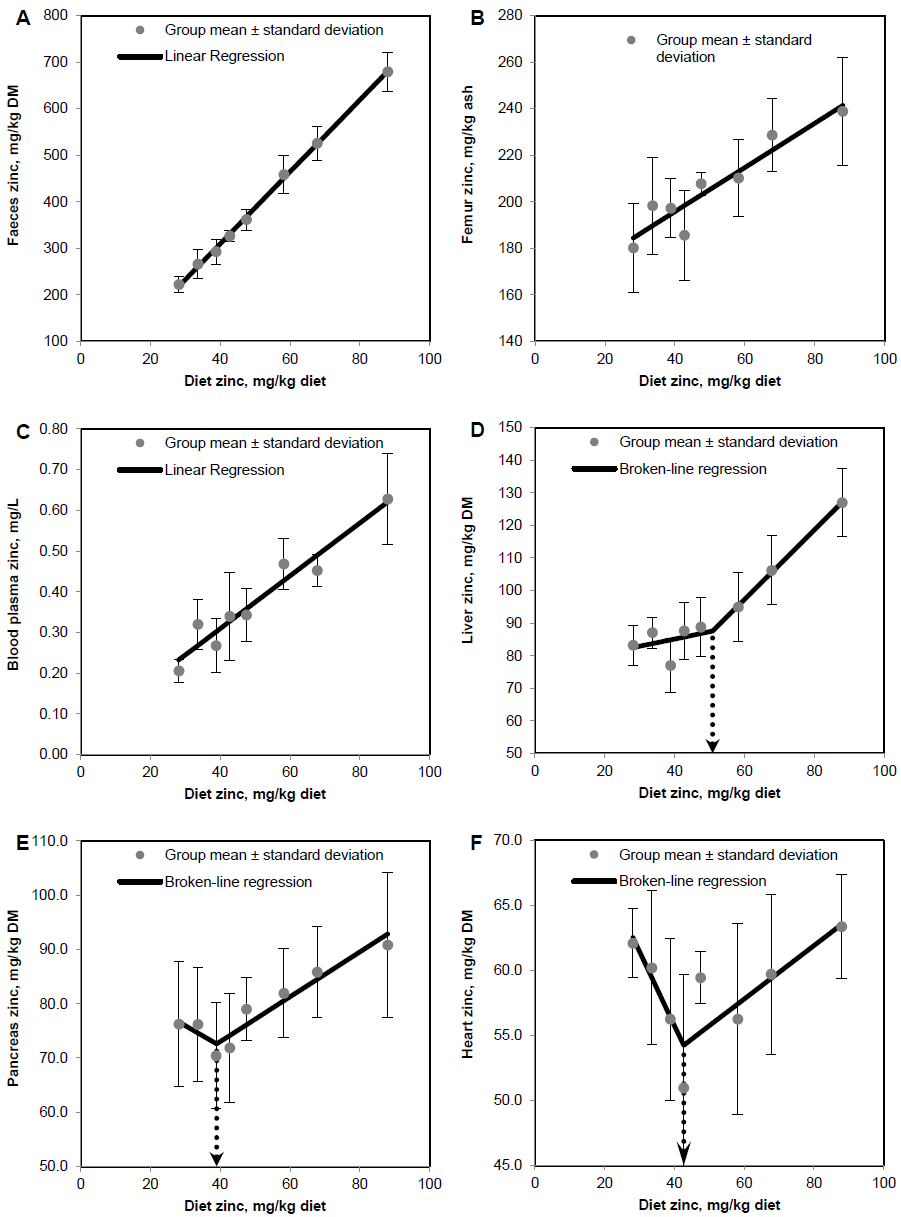 A
Group mean ± standard deviation
Linear Regression
Faeces zinc, mg/kg DM
800
700
600
500
400
300
200
100
0 20 40 60 80 100
Diet zinc, mg/kg diet
B
Group mean ± standard
deviation
Femur zinc, mg/kg ash
280
260
240
220
200
180
160
140
0 20 40 60 80 100
Diet zinc, mg/kg diet
C
Group mean ± standard deviation
Linear Regression
Blood plasma zinc, mg/L
0.80
0.70
0.60
0.50
0.40
0.30
0.20
0.10
0.00
0 20 40 60 80 100
Diet zinc, mg/kg diet
D
Group mean ± standard deviation
Broken-line regression
Liver zinc, mg/kg DM
150
140
130
120
110
100
90
80
70
60
50
0 20 40 60 80 100
Diet zinc, mg/kg diet
E
Group mean ± standard deviation
Broken-line regression
Pancreas zinc, mg/kg DM
110.0
100.0
90.0
80.0
70.0
60.0
50.0
0 20 40 60 80 100
Diet zinc, mg/kg diet
F
Group mean ± standard deviation
Broken-line regression
Heart zinc, mg/kg DM
70.0
65.0
60.0
55.0
50.0
45.0
0 20 40 60 80 100
Diet zinc, mg/kg diet